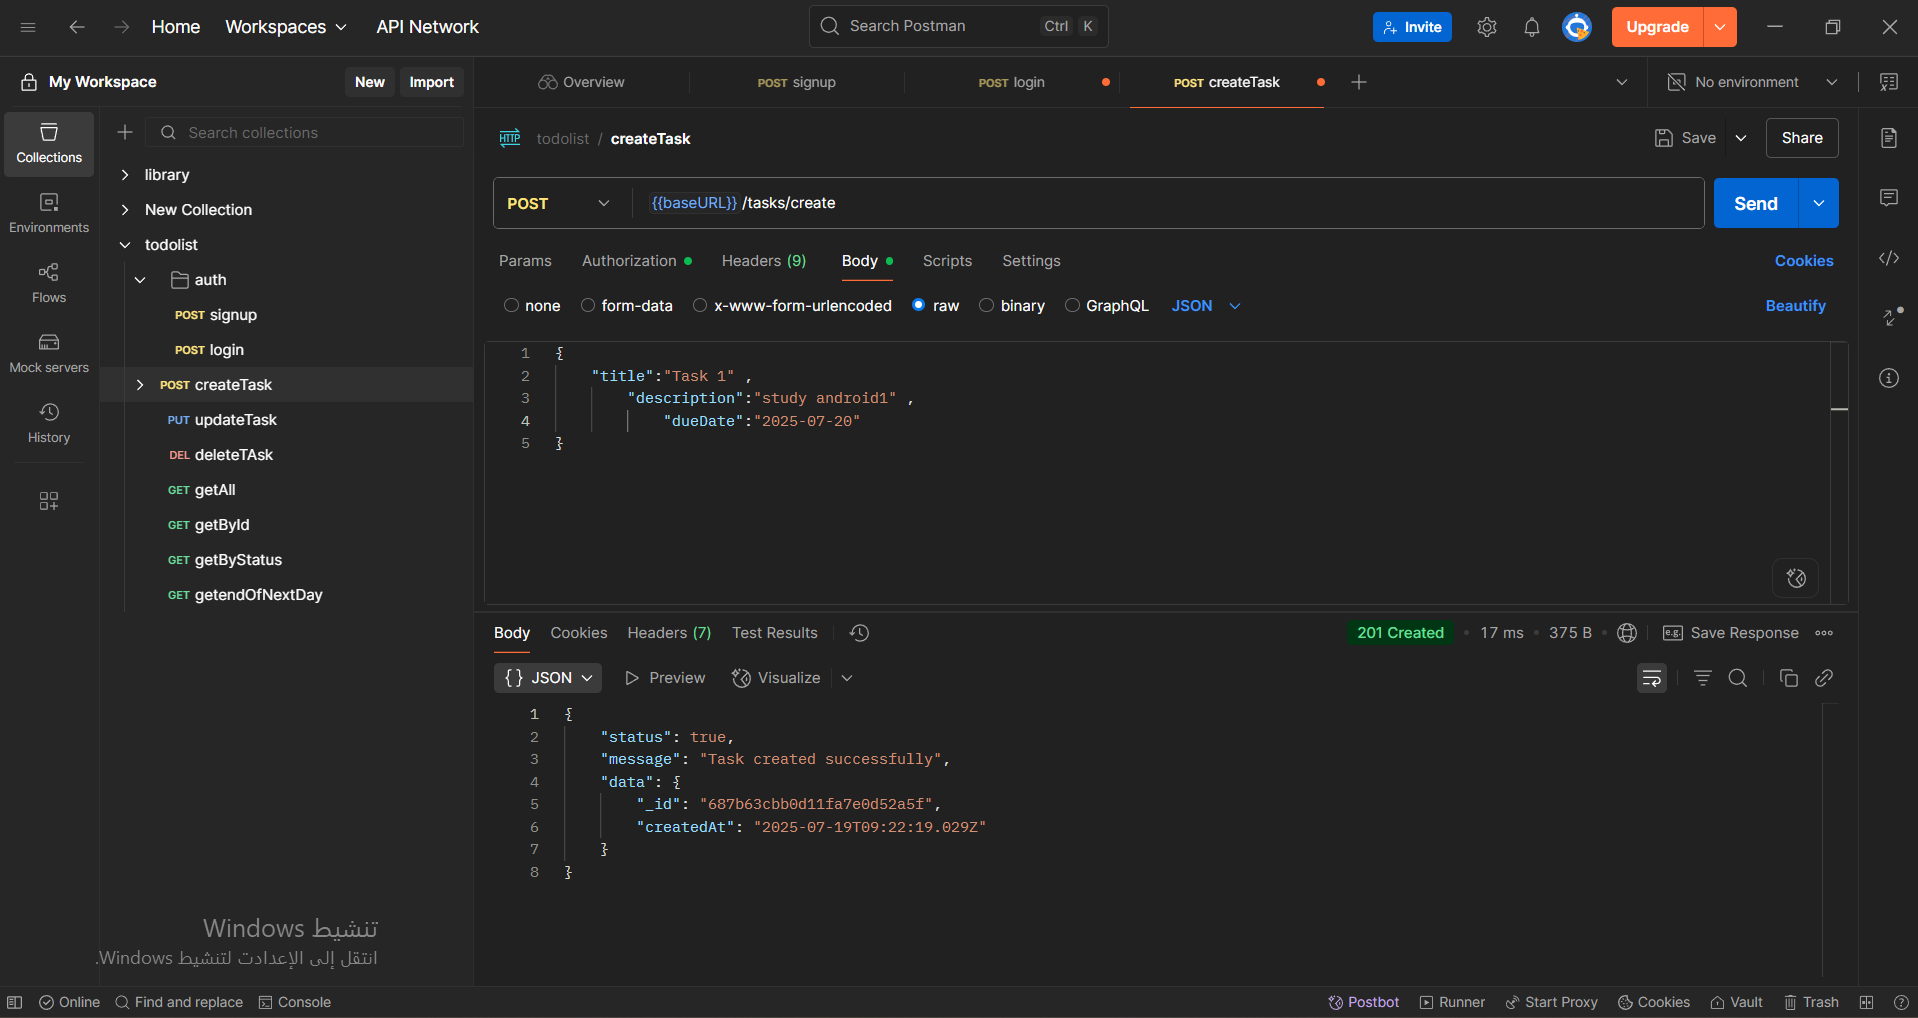 Home Workspaces API Network Search Postman Ctrl K Invite Upgrade
My Workspace New Import Overview POST signup POST login POST createTask No environment
Search collections
Collections
Environments
Flows
Mock servers
History
library
New Collection
todolist
auth
POST signup
POST login
POST createTask
PUT updateTask
DEL deleteTAsk
GET getAll
GET getById
GET getByStatus
GET getendOfNextDay
HTTP todolist / createTask Save Share
POST {{baseURL}} /tasks/create Send
Params Authorization Headers (9) Body Scripts Settings Cookies
none form-data x-www-form-urlencoded raw binary GraphQL JSON Beautify
1 {
2 "title":"Task 1" ,
3 "description":"study android1" ,
4 "dueDate":"2025-07-20"
5 }
Body Cookies Headers (7) Test Results 201 Created • 17 ms • 375 B • e.g. Save Response
{} JSON Preview Visualize
1 {
2 "status": true,
3 "message": "Task created successfully",
4 "data": {
5 "_id": "687b63cbb0d11fa7e0d52a5f",
6 "createdAt": "2025-07-19T09:22:19.029Z"
7 }
8 }
تنشيط Windows
انتقل إلى الإعدادت لتنشيط Windows.
Online Find and replace Console Postbot Runner Start Proxy Cookies Vault Trash